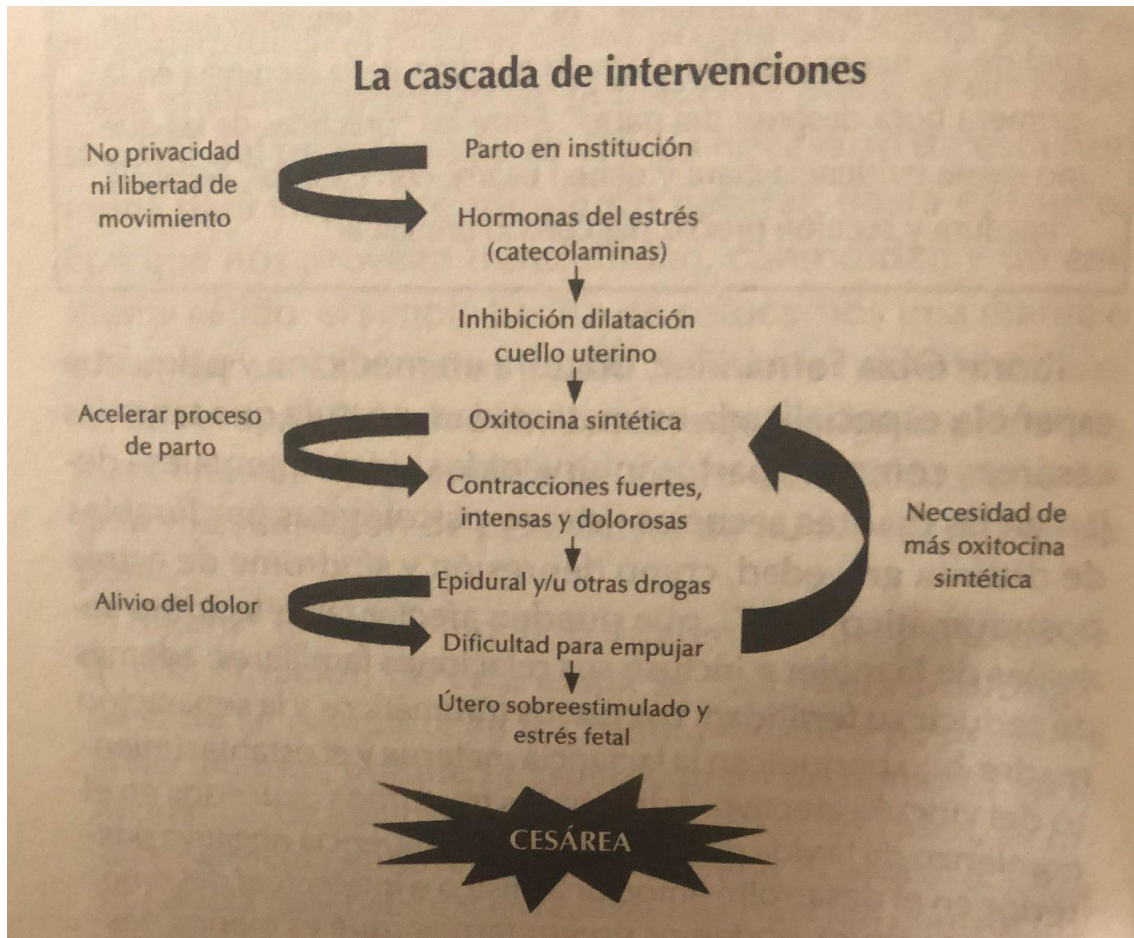 La cascada de intervenciones
No privacidad
ni libertad de
movimiento
Parto en institución
Hormonas del estrés
(catecolaminas)
Inhibición dilatación
cuello uterino
Acelerar proceso
de parto
Oxitocina sintética
Contracciones fuertes,
intensas y dolorosas
Necesidad de
más oxitocina
sintética
Alivio del dolor
Epidural y/u otras drogas
Dificultad para empujar
Útero sobreestimulado y
estrés fetal
CESÁREA